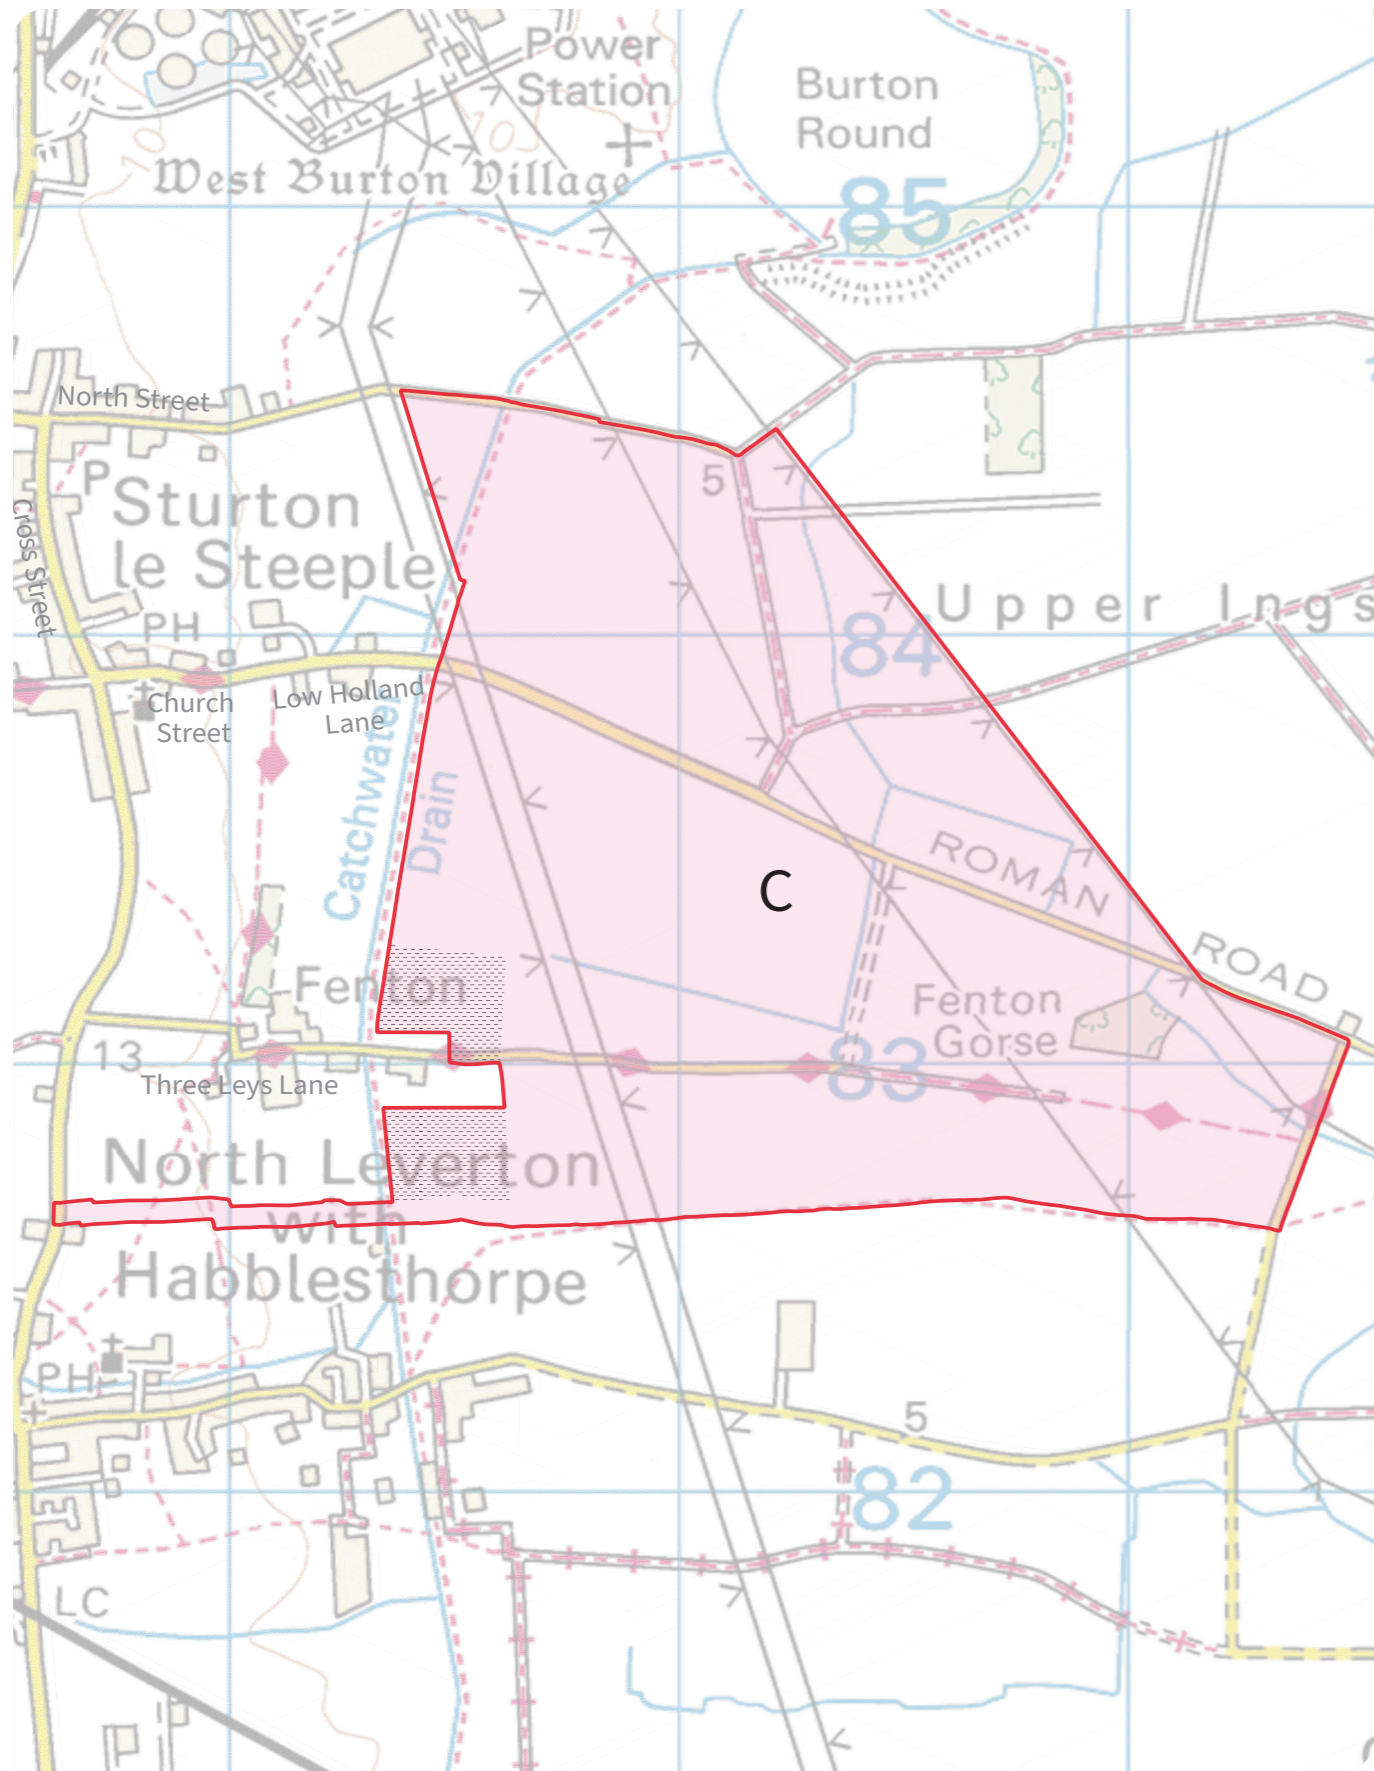 Power
Station
Burton
Round
10
10
West Burton Village
85
North Street
P
Sturton
le Steeple
5
Cross Street
84
Upper Ings
PH
Church
Street
Low Holland
Lane
Catchwater
Drain
C
ROMAN
ROAD
Fenton
Fenton
Gorse
13
83
Three Leys Lane
North Leverton
with
Habblesthorpe
PH
5
82
LC